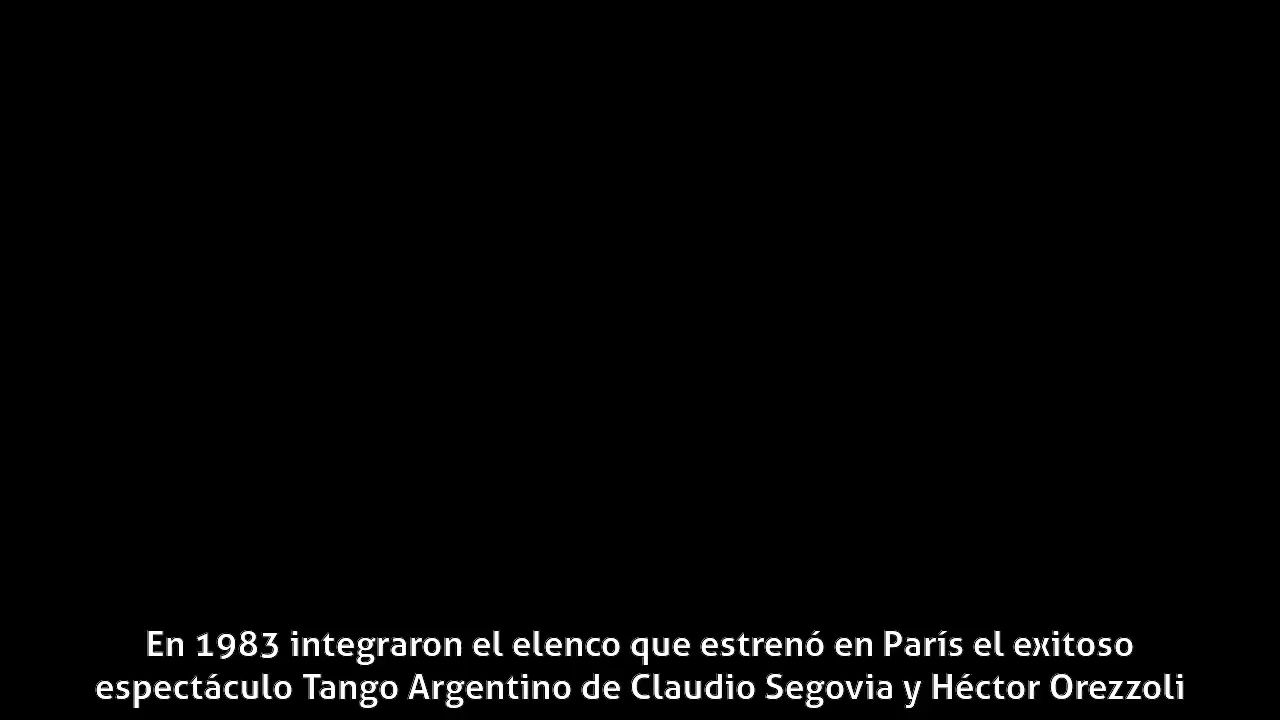 En 1983 integraron el elenco que estrenó en París el exitoso
espectáculo Tango Argentino de Claudio Segovia y Héctor Orezzoli